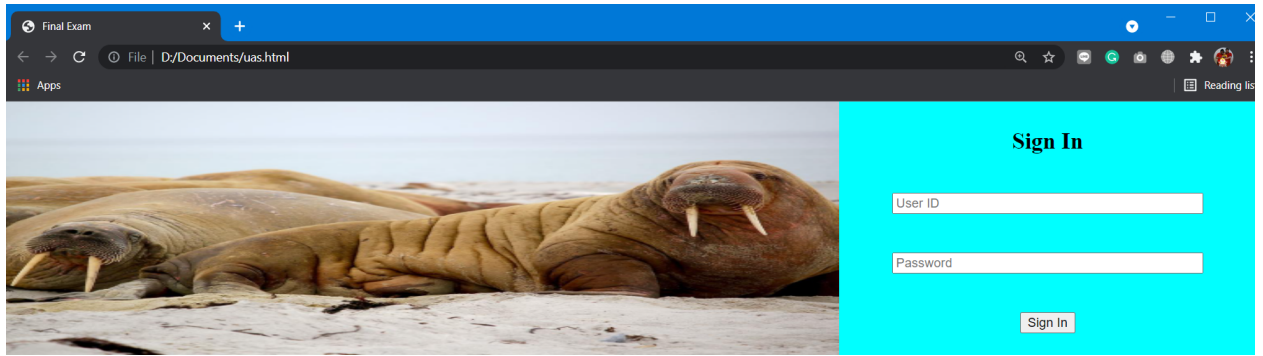 Final Exam
File | D:/Documents/uas.html
Apps
Reading lis
Sign In
User ID
Password
Sign In